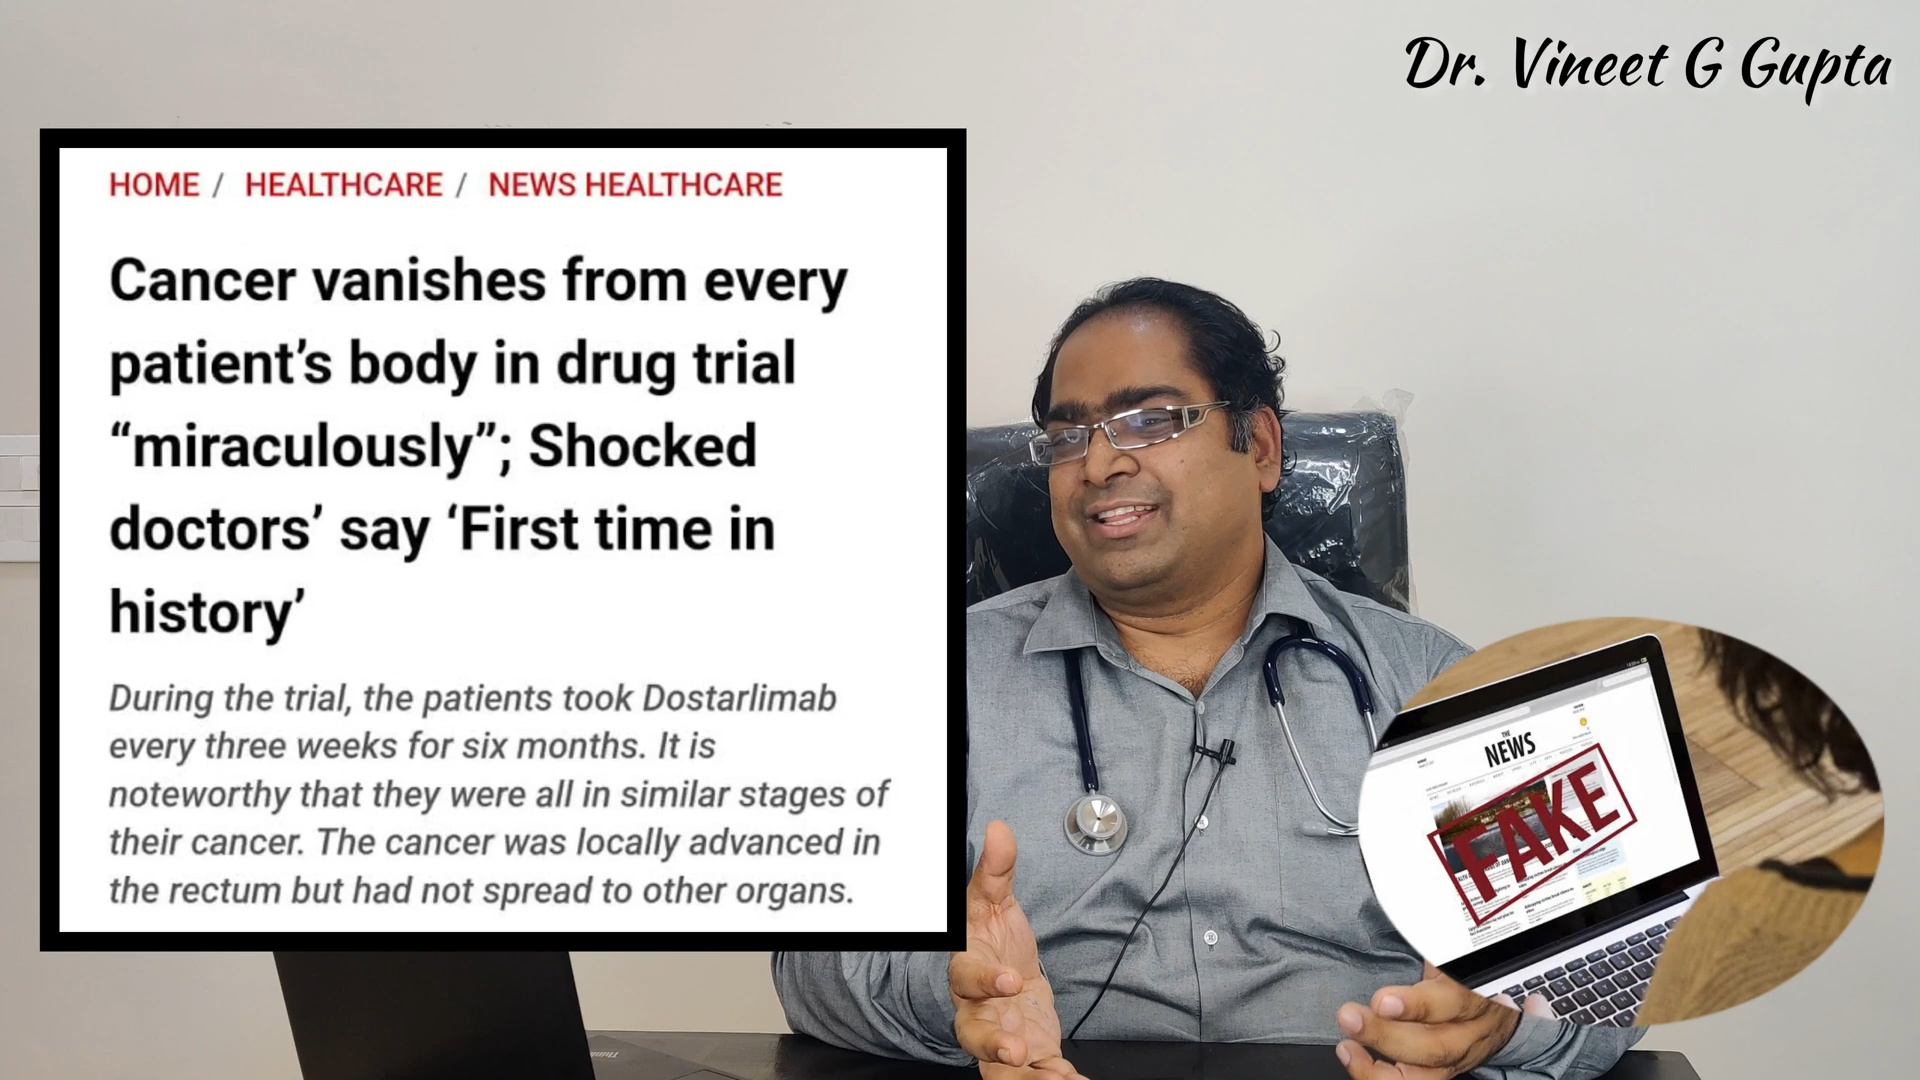 Dr. Vineet G Gupta
HOME / HEALTHCARE / NEWS HEALTHCARE
Cancer vanishes from every
patient’s body in drug trial
“miraculously”; Shocked
doctors’ say ‘First time in
history’
During the trial, the patients took Dostarlimab
every three weeks for six months. It is
noteworthy that they were all in similar stages of
their cancer. The cancer was locally advanced in
the rectum but had not spread to other organs.
THE
NEWS
FAKE